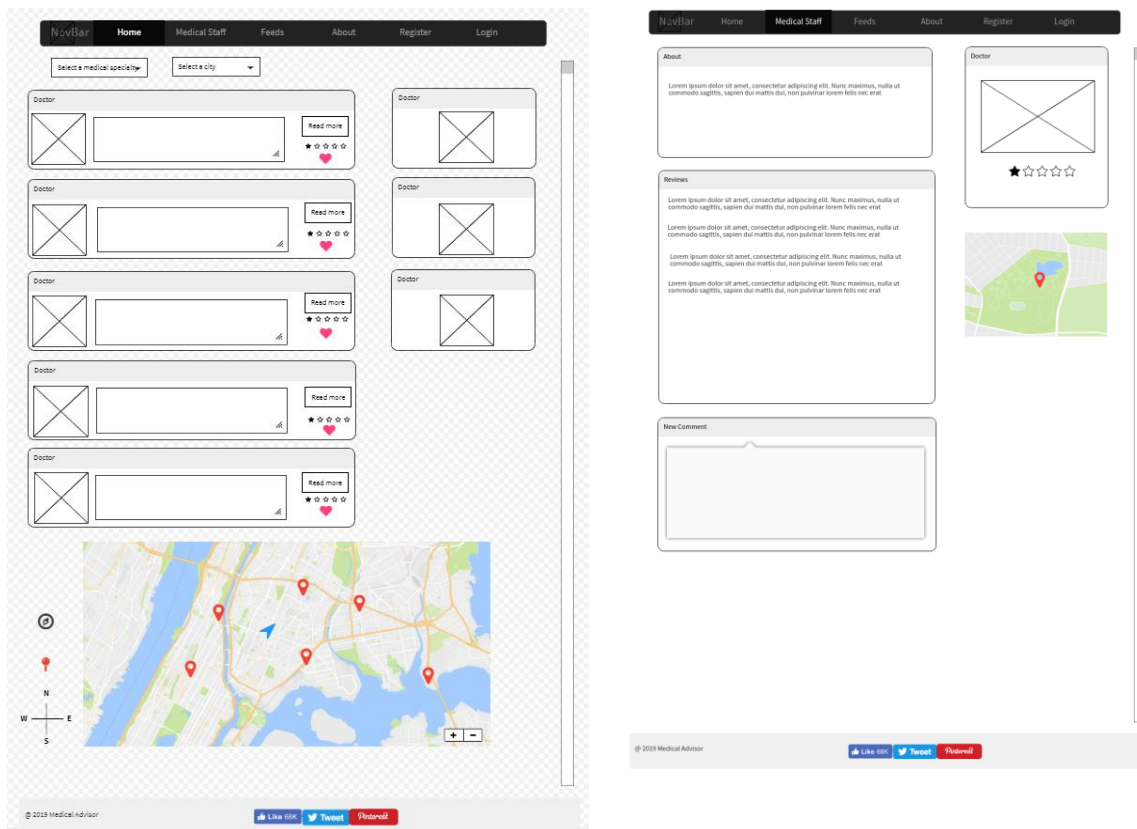 NavBar Home Medical Staff Feeds About Register Login
Select a medical specialty Select a city
Doctor
Read more
Doctor
Read more
Doctor
Read more
Doctor
Read more
Doctor
Read more
Doctor
Doctor
Doctor
N
W E
S
+ −
@ 2019 Medical Advisor
Like 68K Tweet Pinterest
NavBar Home Medical Staff Feeds About Register Login
About
Lorem ipsum dolor sit amet, consectetur adipiscing elit. Nunc maximus, nulla ut
commodo sagittis, sapien dui mattis dui, non pulvinar lorem felis nec erat
Reviews
Lorem ipsum dolor sit amet, consectetur adipiscing elit. Nunc maximus, nulla ut
commodo sagittis, sapien dui mattis dui, non pulvinar lorem felis nec erat
Lorem ipsum dolor sit amet, consectetur adipiscing elit. Nunc maximus, nulla ut
commodo sagittis, sapien dui mattis dui, non pulvinar lorem felis nec erat
Lorem ipsum dolor sit amet, consectetur adipiscing elit. Nunc maximus, nulla ut
commodo sagittis, sapien dui mattis dui, non pulvinar lorem felis nec erat
Lorem ipsum dolor sit amet, consectetur adipiscing elit. Nunc maximus, nulla ut
commodo sagittis, sapien dui mattis dui, non pulvinar lorem felis nec erat
New Comment
Doctor
@ 2019 Medical Advisor
Like 68K Tweet Pinterest